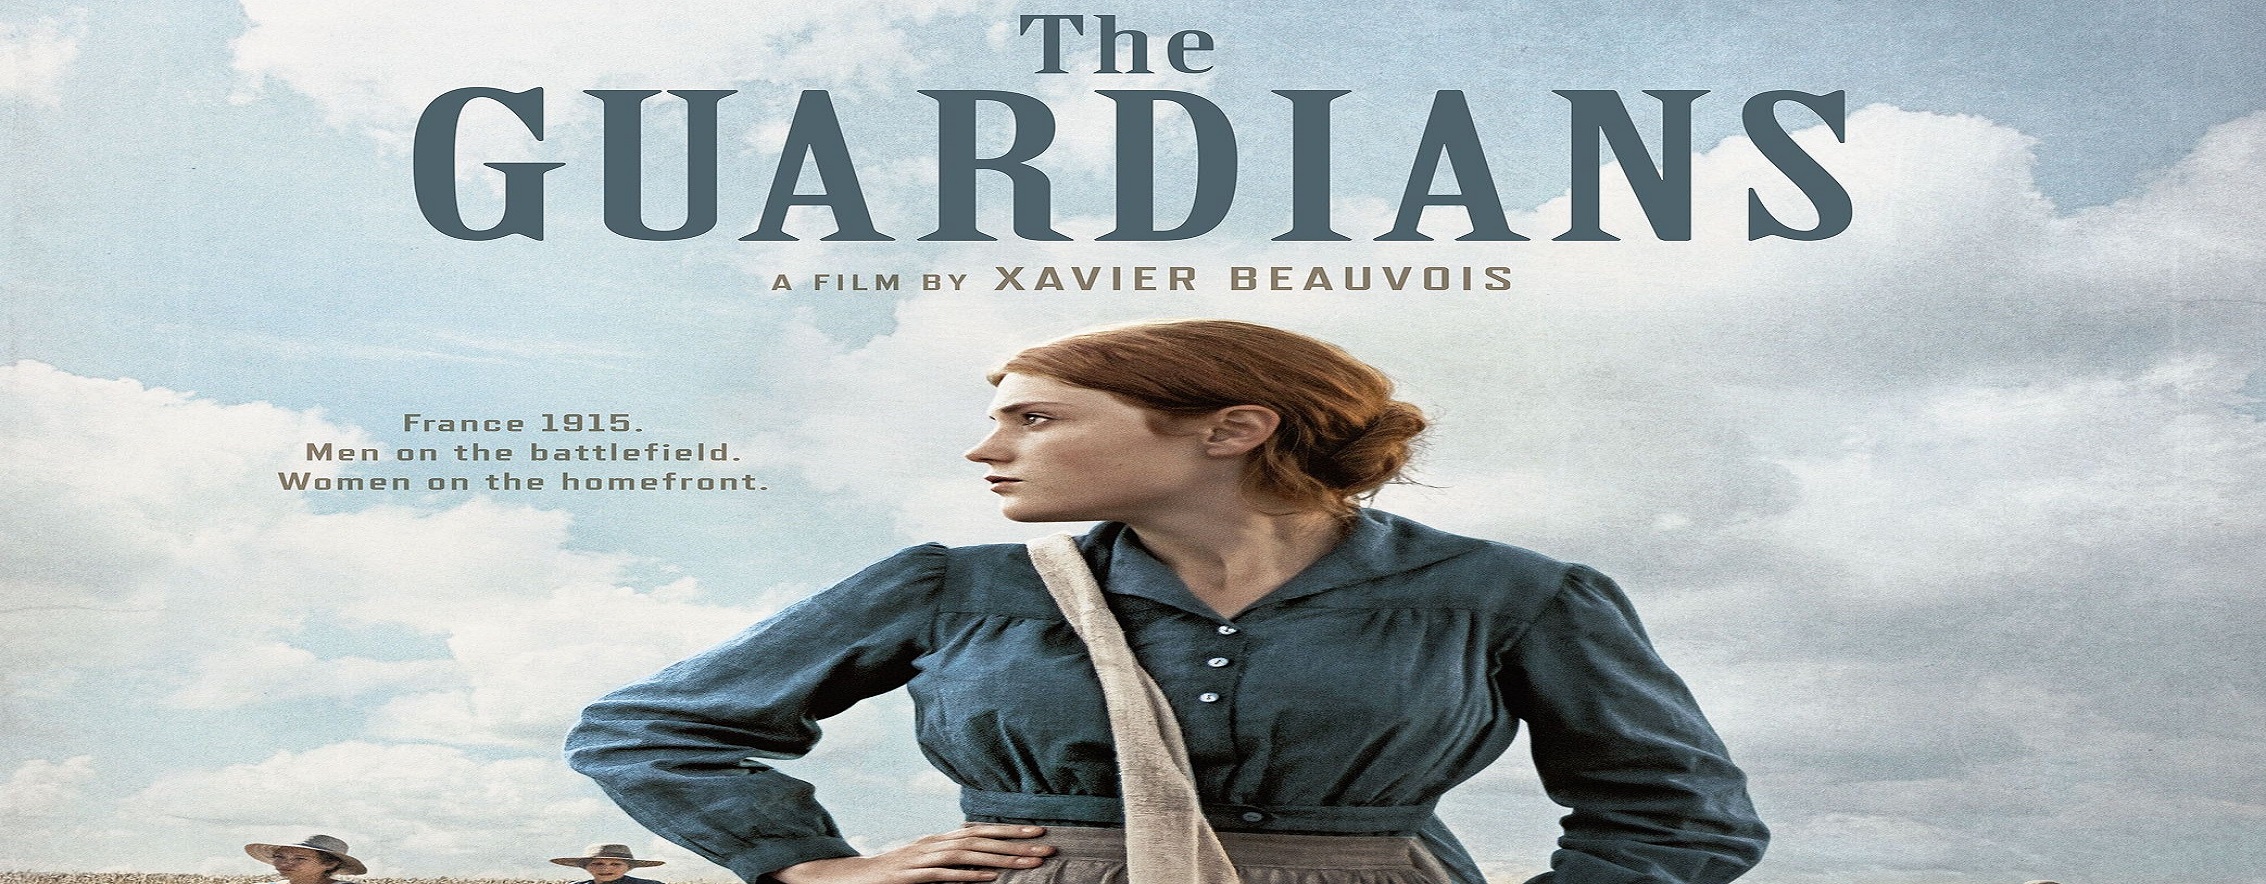 The
GUARDIANS
A FILM BY XAVIER BEAUVOIS
France 1915.
Men on the battlefield.
Women on the homefront.